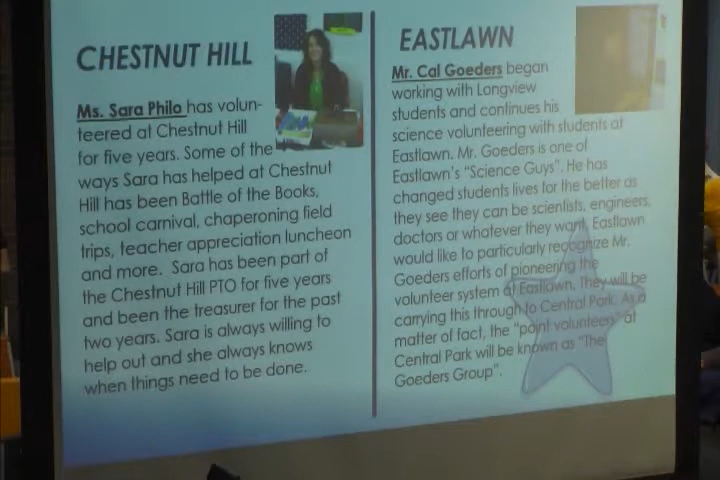 CHESTNUT HILL
Ms. Sara Philo has volun-
teered at Chestnut Hill
for five years. Some of the
ways Sara has helped at Chestnut
Hill has been Battle of the Books,
school carnival, chaperoning field
trips, teacher appreciation luncheon
and more. Sara has been part of
the Chestnut Hill PTO for five years
and been the treasurer for the past
two years. Sara is always willing to
help out and she always knows
when things need to be done.
EASTLAWN
Mr. Cal Goeders began
working with Longview
students and continues his
science volunteering with students at
Eastlawn. Mr. Goeders is one of
Eastlawn's "Science Guys". He has
changed students lives for the better as
they see they can be scientists, engineers,
doctors or whatever they want. Eastlawn
would like to particularly recognize Mr.
Goeders efforts of pioneering the
volunteer system at Eastlawn. They will be
carrying this through to Central Park. As a
matter of fact, the "point volunteer" at
Central Park will be known as "The
Goeders Group".